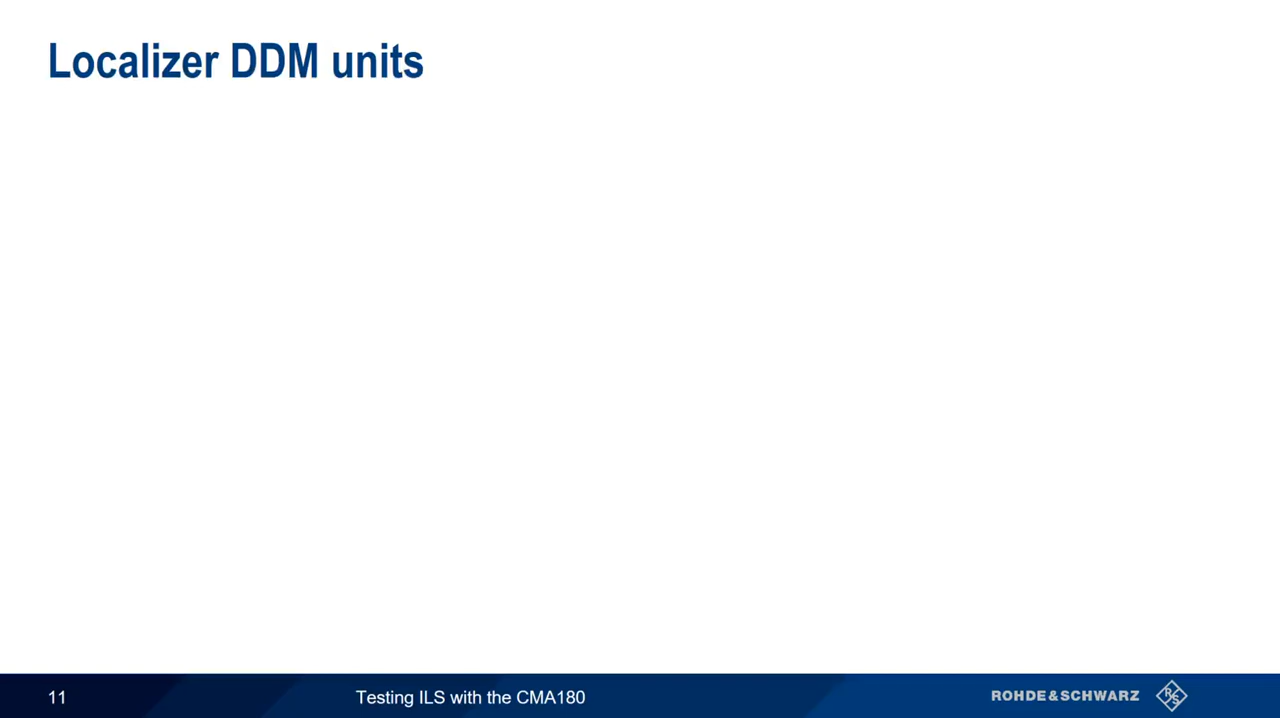 Localizer DDM units
11
Testing ILS with the CMA180
ROHDE&SCHWARZ
R/S